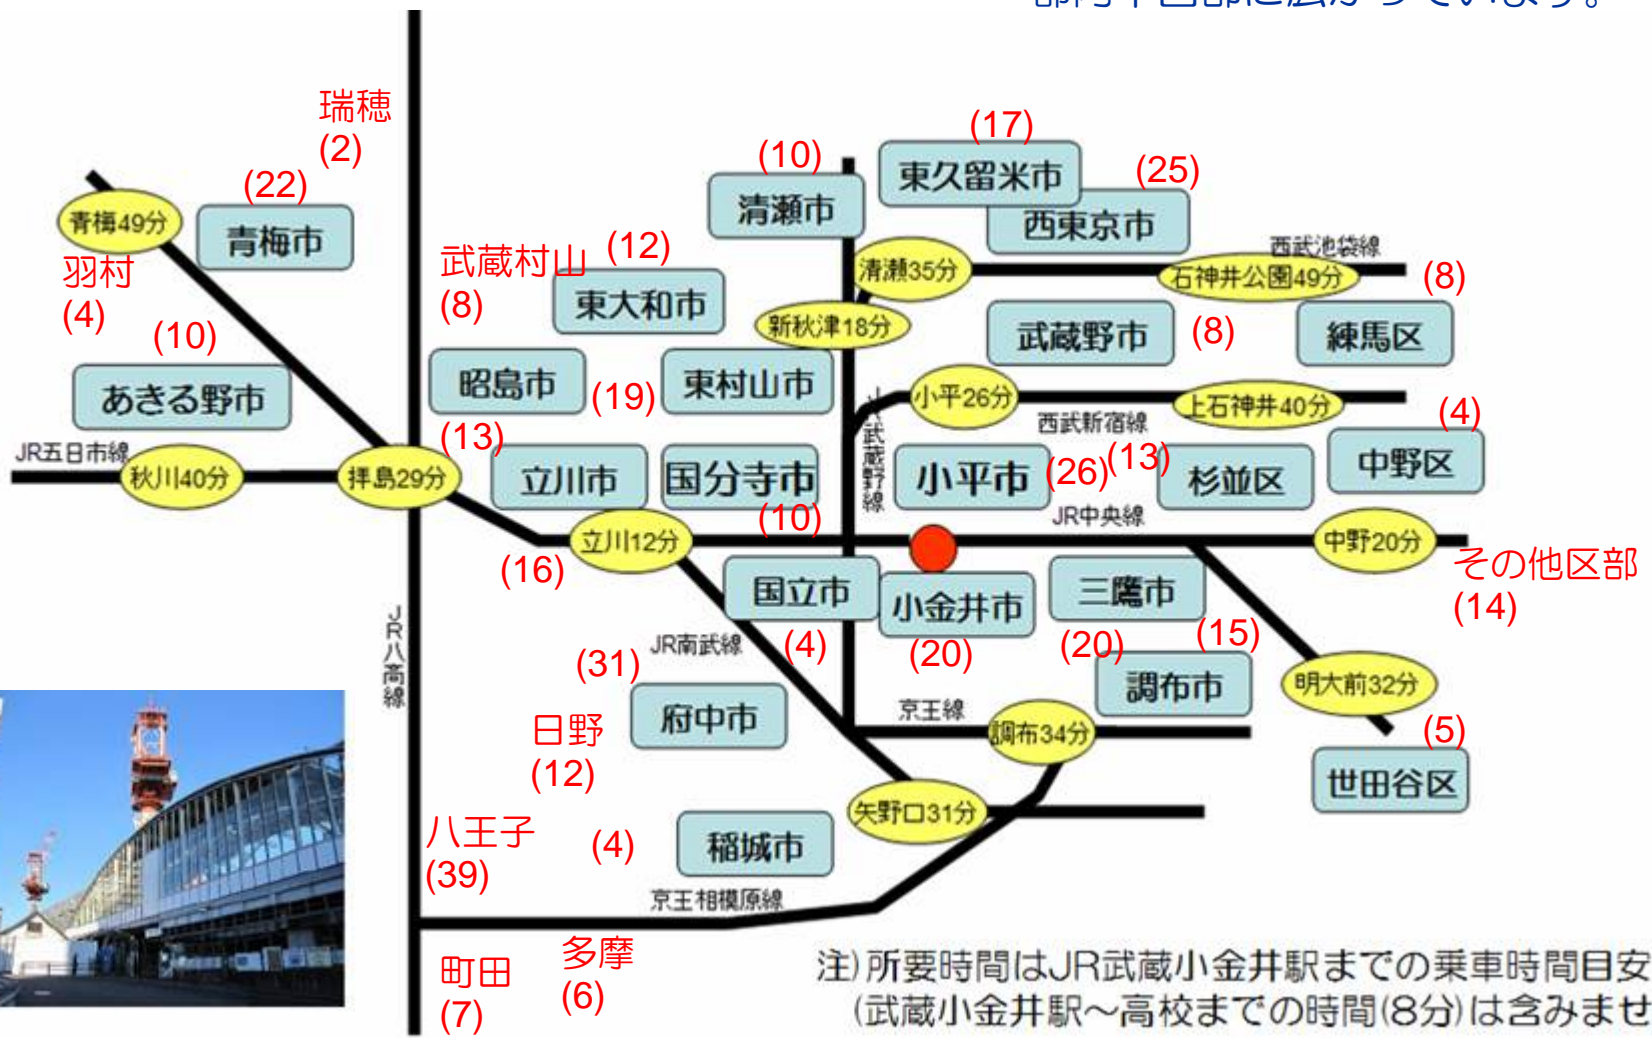 都内中西部に広がっています。
瑞穂
(2)
(17)
(10)
東久留米市
(25)
(22)
清瀬市
西東京市
青梅49分
青梅市
武蔵村山
(8)
(12)
東大和市
清瀬35分
西武池袋線
石神井公園49分
(8)
羽村
(4)
新秋津18分
武蔵野市
(8)
練馬区
(10)
あきる野市
昭島市
(19)
東村山市
小平26分
西武新宿線
上石神井40分
(4)
JR武蔵野線
JR五日市線
秋川40分
拝島29分
(13)
立川市
国分寺市
小平市
(26)
(13)
杉並区
中野区
(10)
JR中央線
立川12分
(16)
中野20分
その他区部
(14)
国立市
(4)
小金井市
(20)
三鷹市
(20)
(15)
調布市
JR八高線
JR南武線
(31)
府中市
京王線
調布34分
明大前32分
(5)
世田谷区
日野
(12)
矢野口31分
八王子
(39)
(4)
稲城市
京王相模原線
町田
(7)
多摩
(6)
注)所要時間はJR武蔵小金井駅までの乗車時間目安
(武蔵小金井駅～高校までの時間(8分)は含みませ